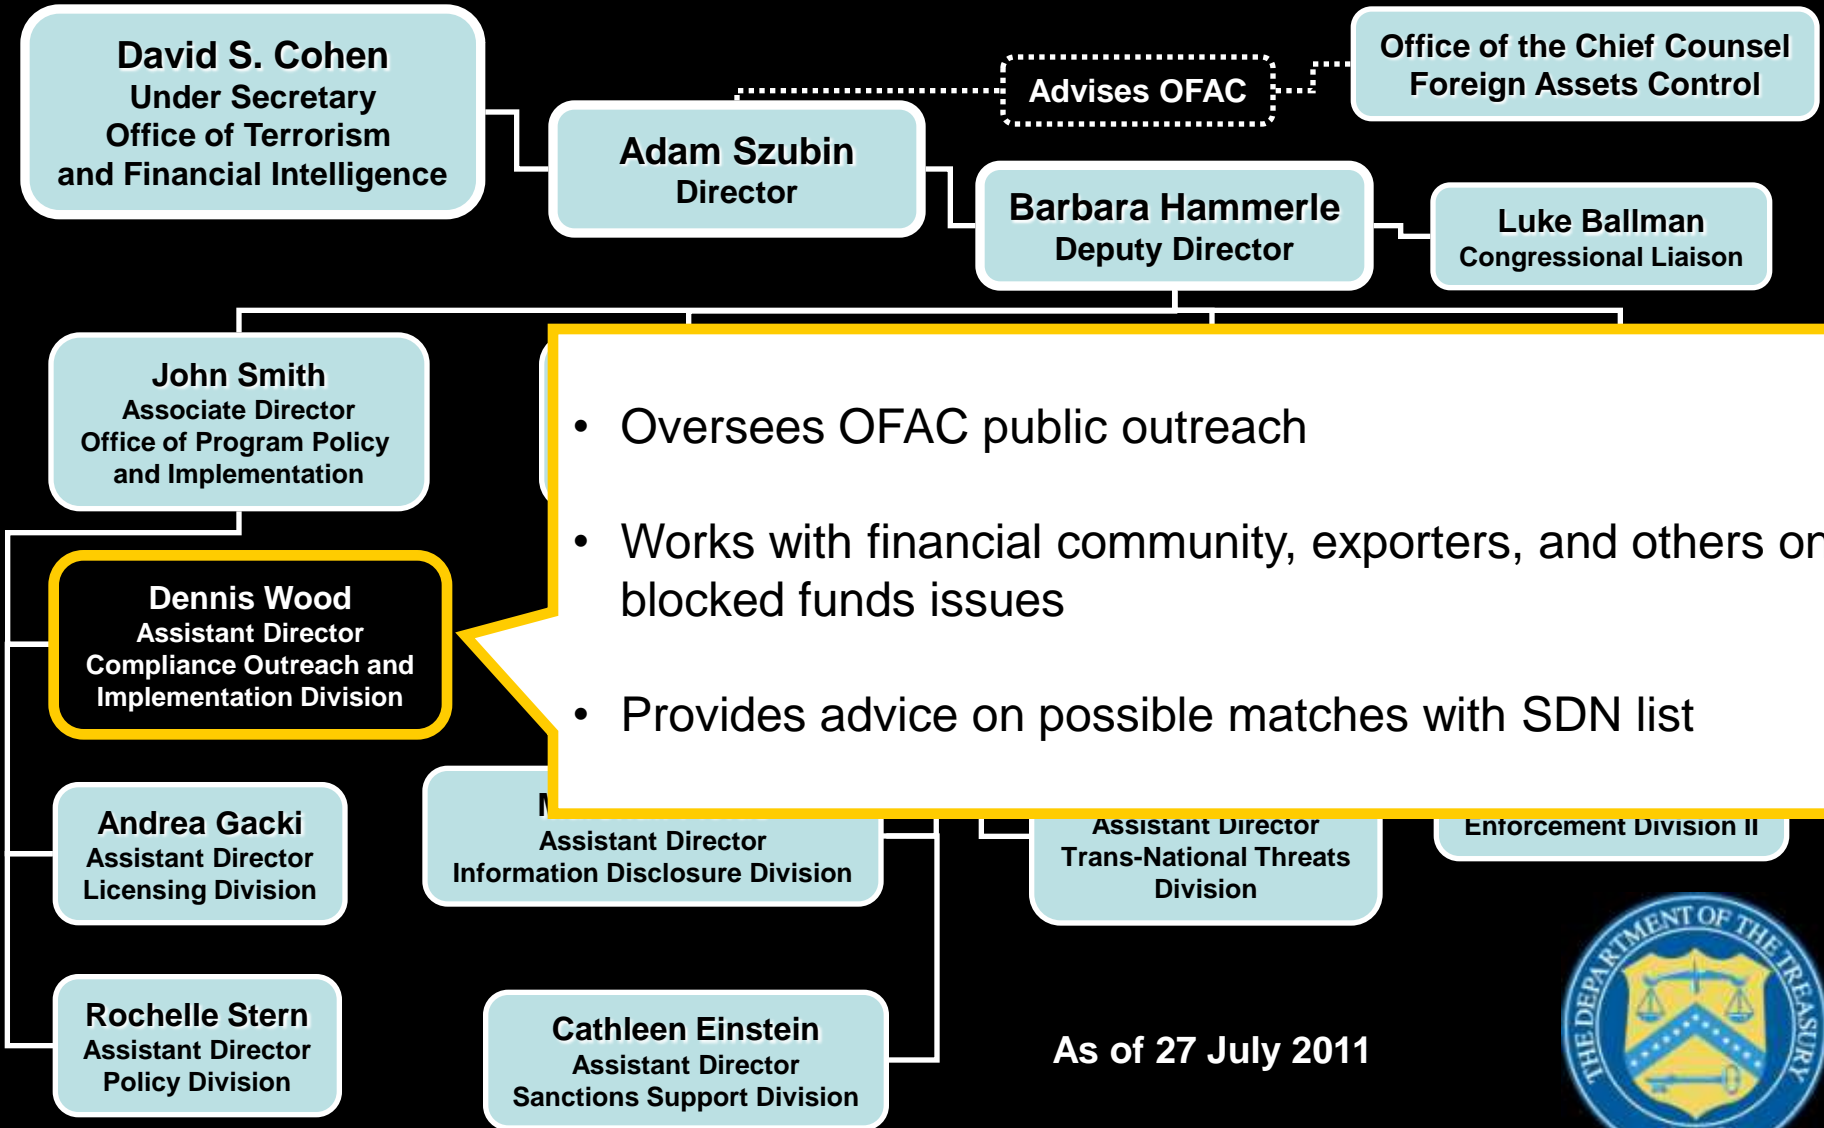 David S. Cohen
Under Secretary
Office of Terrorism
and Financial Intelligence
Adam Szubin
Director
Advises OFAC
Office of the Chief Counsel
Foreign Assets Control
Barbara Hammerle
Deputy Director
Luke Ballman
Congressional Liaison
John Smith
Associate Director
Office of Program Policy
and Implementation
• Oversees OFAC public outreach
• Works with financial community, exporters, and others on
blocked funds issues
• Provides advice on possible matches with SDN list
Dennis Wood
Assistant Director
Compliance Outreach and
Implementation Division
Andrea Gacki
Assistant Director
Licensing Division
Assistant Director
Information Disclosure Division
Assistant Director
Trans-National Threats
Division
Enforcement Division II
Rochelle Stern
Assistant Director
Policy Division
Cathleen Einstein
Assistant Director
Sanctions Support Division
As of 27 July 2011
THE DEPARTMENT OF THE TREASURY